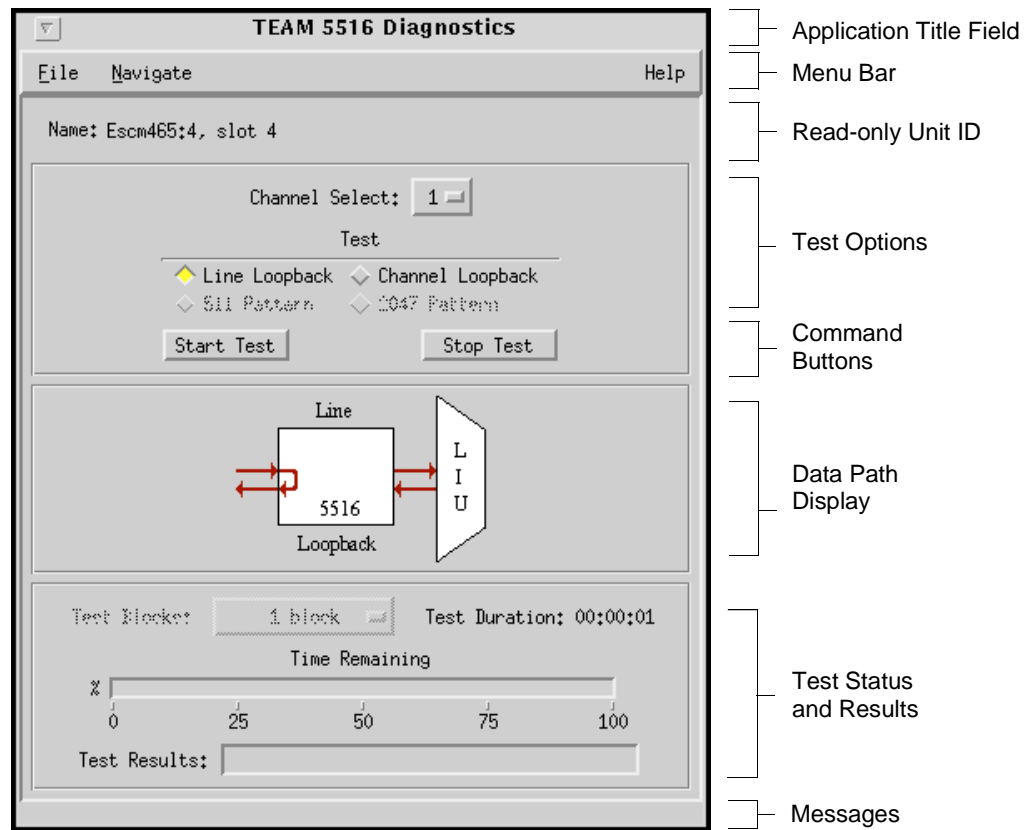 TEAM 5516 Diagnostics
Application Title Field
File Navigate Help
Menu Bar
Name: Escm465:4, slot 4
Read-only Unit ID
Channel Select: 1
Test
Line Loopback Channel Loopback
511 Pattern 2047 Pattern
Test Options
Start Test Stop Test
Command
Buttons
Line
L
I
U
5516
Loopback
Data Path
Display
Test Blocks: 1 block Test Duration: 00:00:01
Time Remaining
%
0 25 50 75 100
Test Results:
Test Status
and Results
Messages